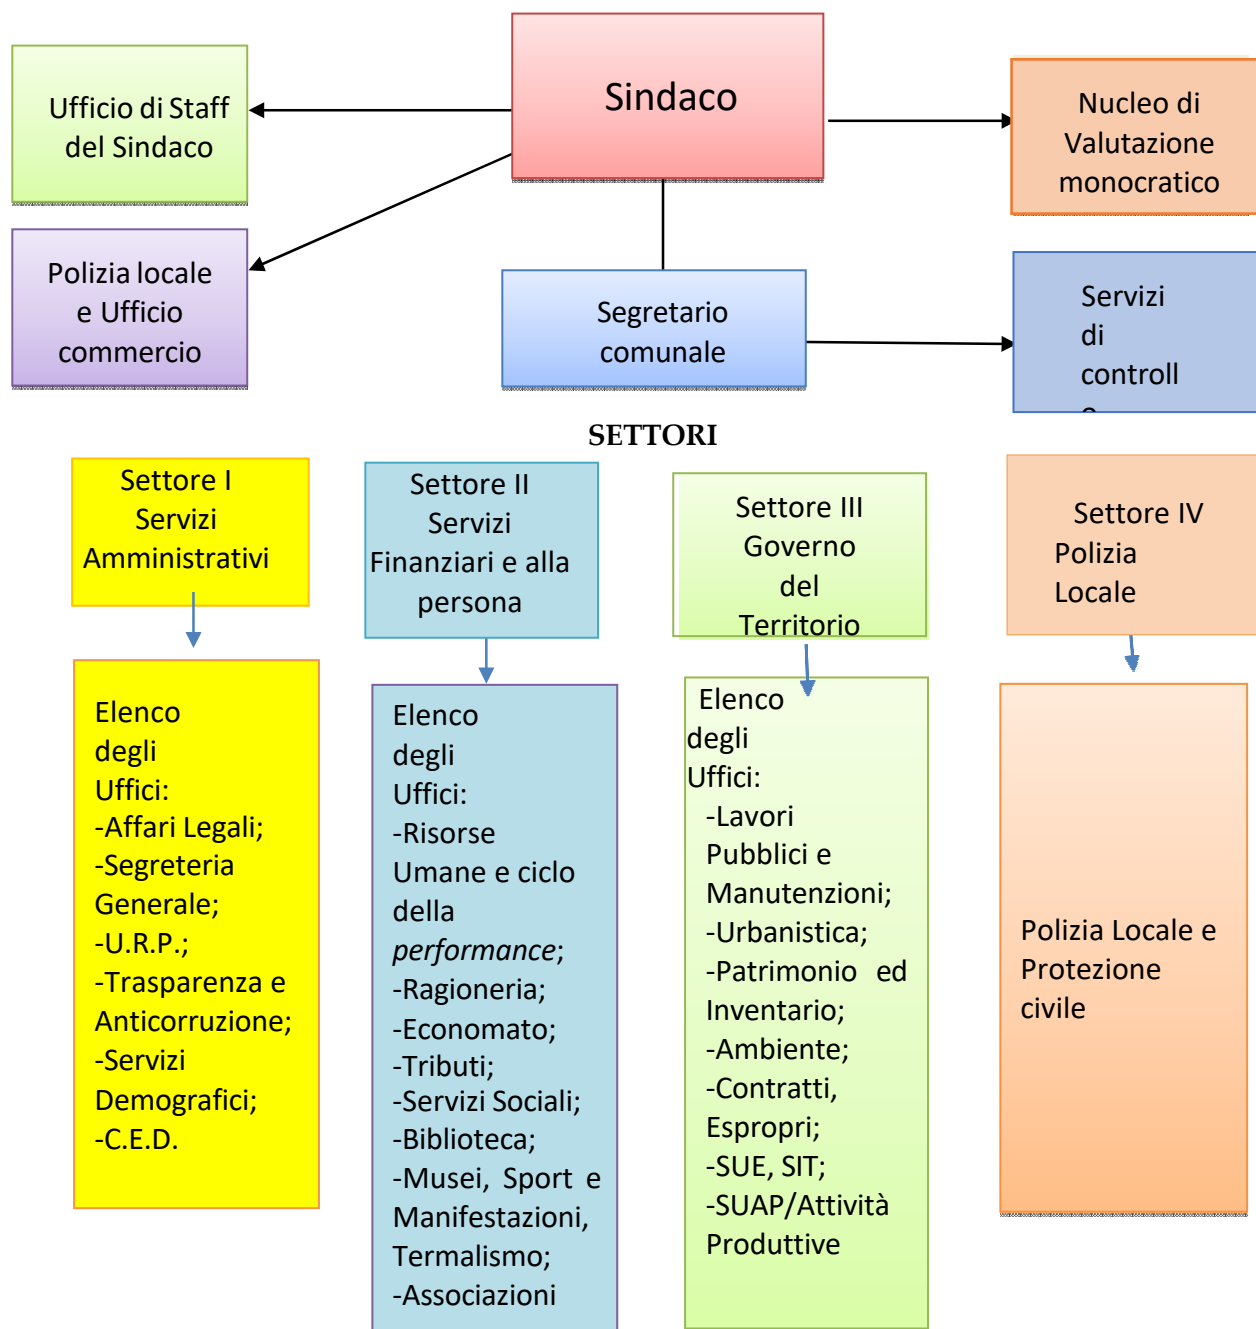 Sindaco
Ufficio di Staff
del Sindaco
Nucleo di
Valutazione
monocratico
Polizia locale
e Ufficio
commercio
Segretario
comunale
Servizi
di
controll
SETTORI
Settore I
Servizi
Amministrativi
Settore II
Servizi
Finanziari e alla
persona
Settore III
Governo
del
Territorio
Settore IV
Polizia
Locale
Elenco
degli
Uffici:
-Affari Legali;
-Segreteria
Generale;
-U.R.P.;
-Trasparenza e
Anticorruzione;
-Servizi
Demografici;
-C.E.D.
Elenco
degli
Uffici:
-Risorse
Umane e ciclo
della
performance;
-Ragioneria;
-Economato;
-Tributi;
-Servizi Sociali;
-Biblioteca;
-Musei, Sport e
Manifestazioni,
Termalismo;
-Associazioni
Elenco
degli
Uffici:
-Lavori
Pubblici e
Manutenzioni;
-Urbanistica;
-Patrimonio ed
Inventario;
-Ambiente;
-Contratti,
Espropri;
-SUE, SIT;
-SUAP/Attività
Produttive
Polizia Locale e
Protezione
civile